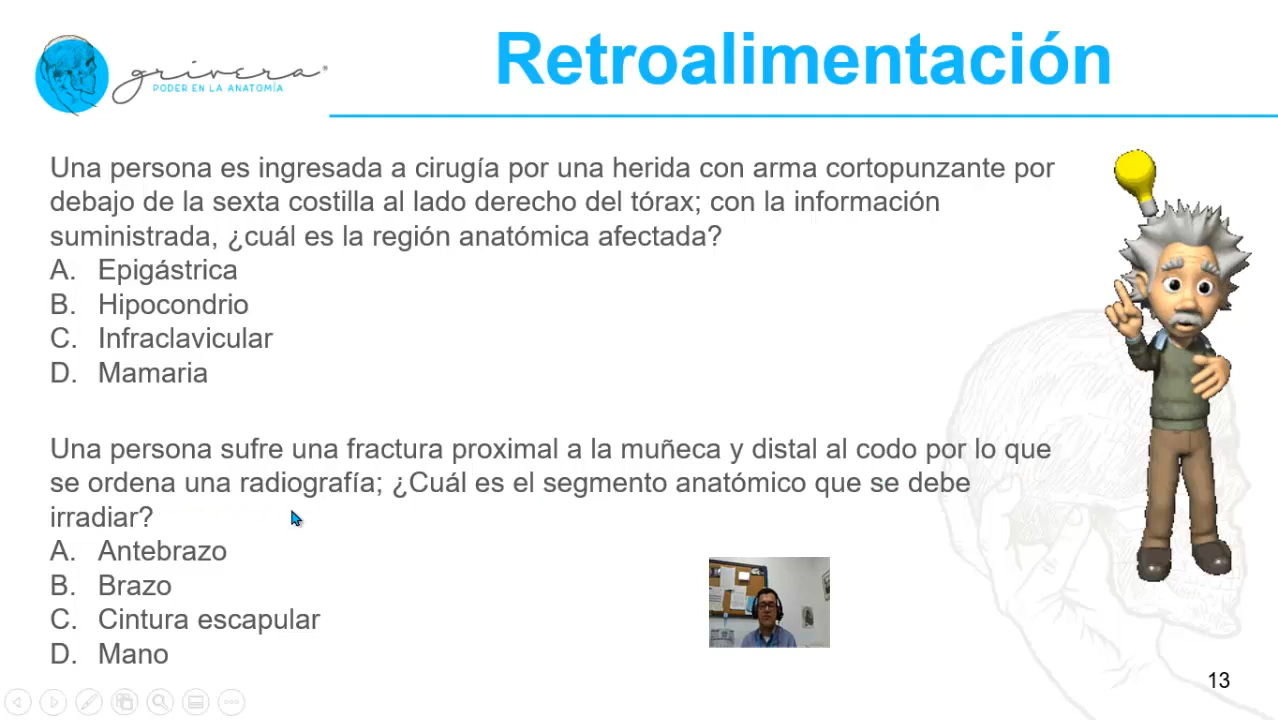 grivera®
PODER EN LA ANATOMÍA
Retroalimentación
Una persona es ingresada a cirugía por una herida con arma cortopunzante por
debajo de la sexta costilla al lado derecho del tórax; con la información
suministrada, ¿cuál es la región anatómica afectada?
A. Epigástrica
B. Hipocondrio
C. Infraclavicular
D. Mamaria
Una persona sufre una fractura proximal a la muñeca y distal al codo por lo que
se ordena una radiografía; ¿Cuál es el segmento anatómico que se debe
irradiar?
A. Antebrazo
B. Brazo
C. Cintura escapular
D. Mano
13